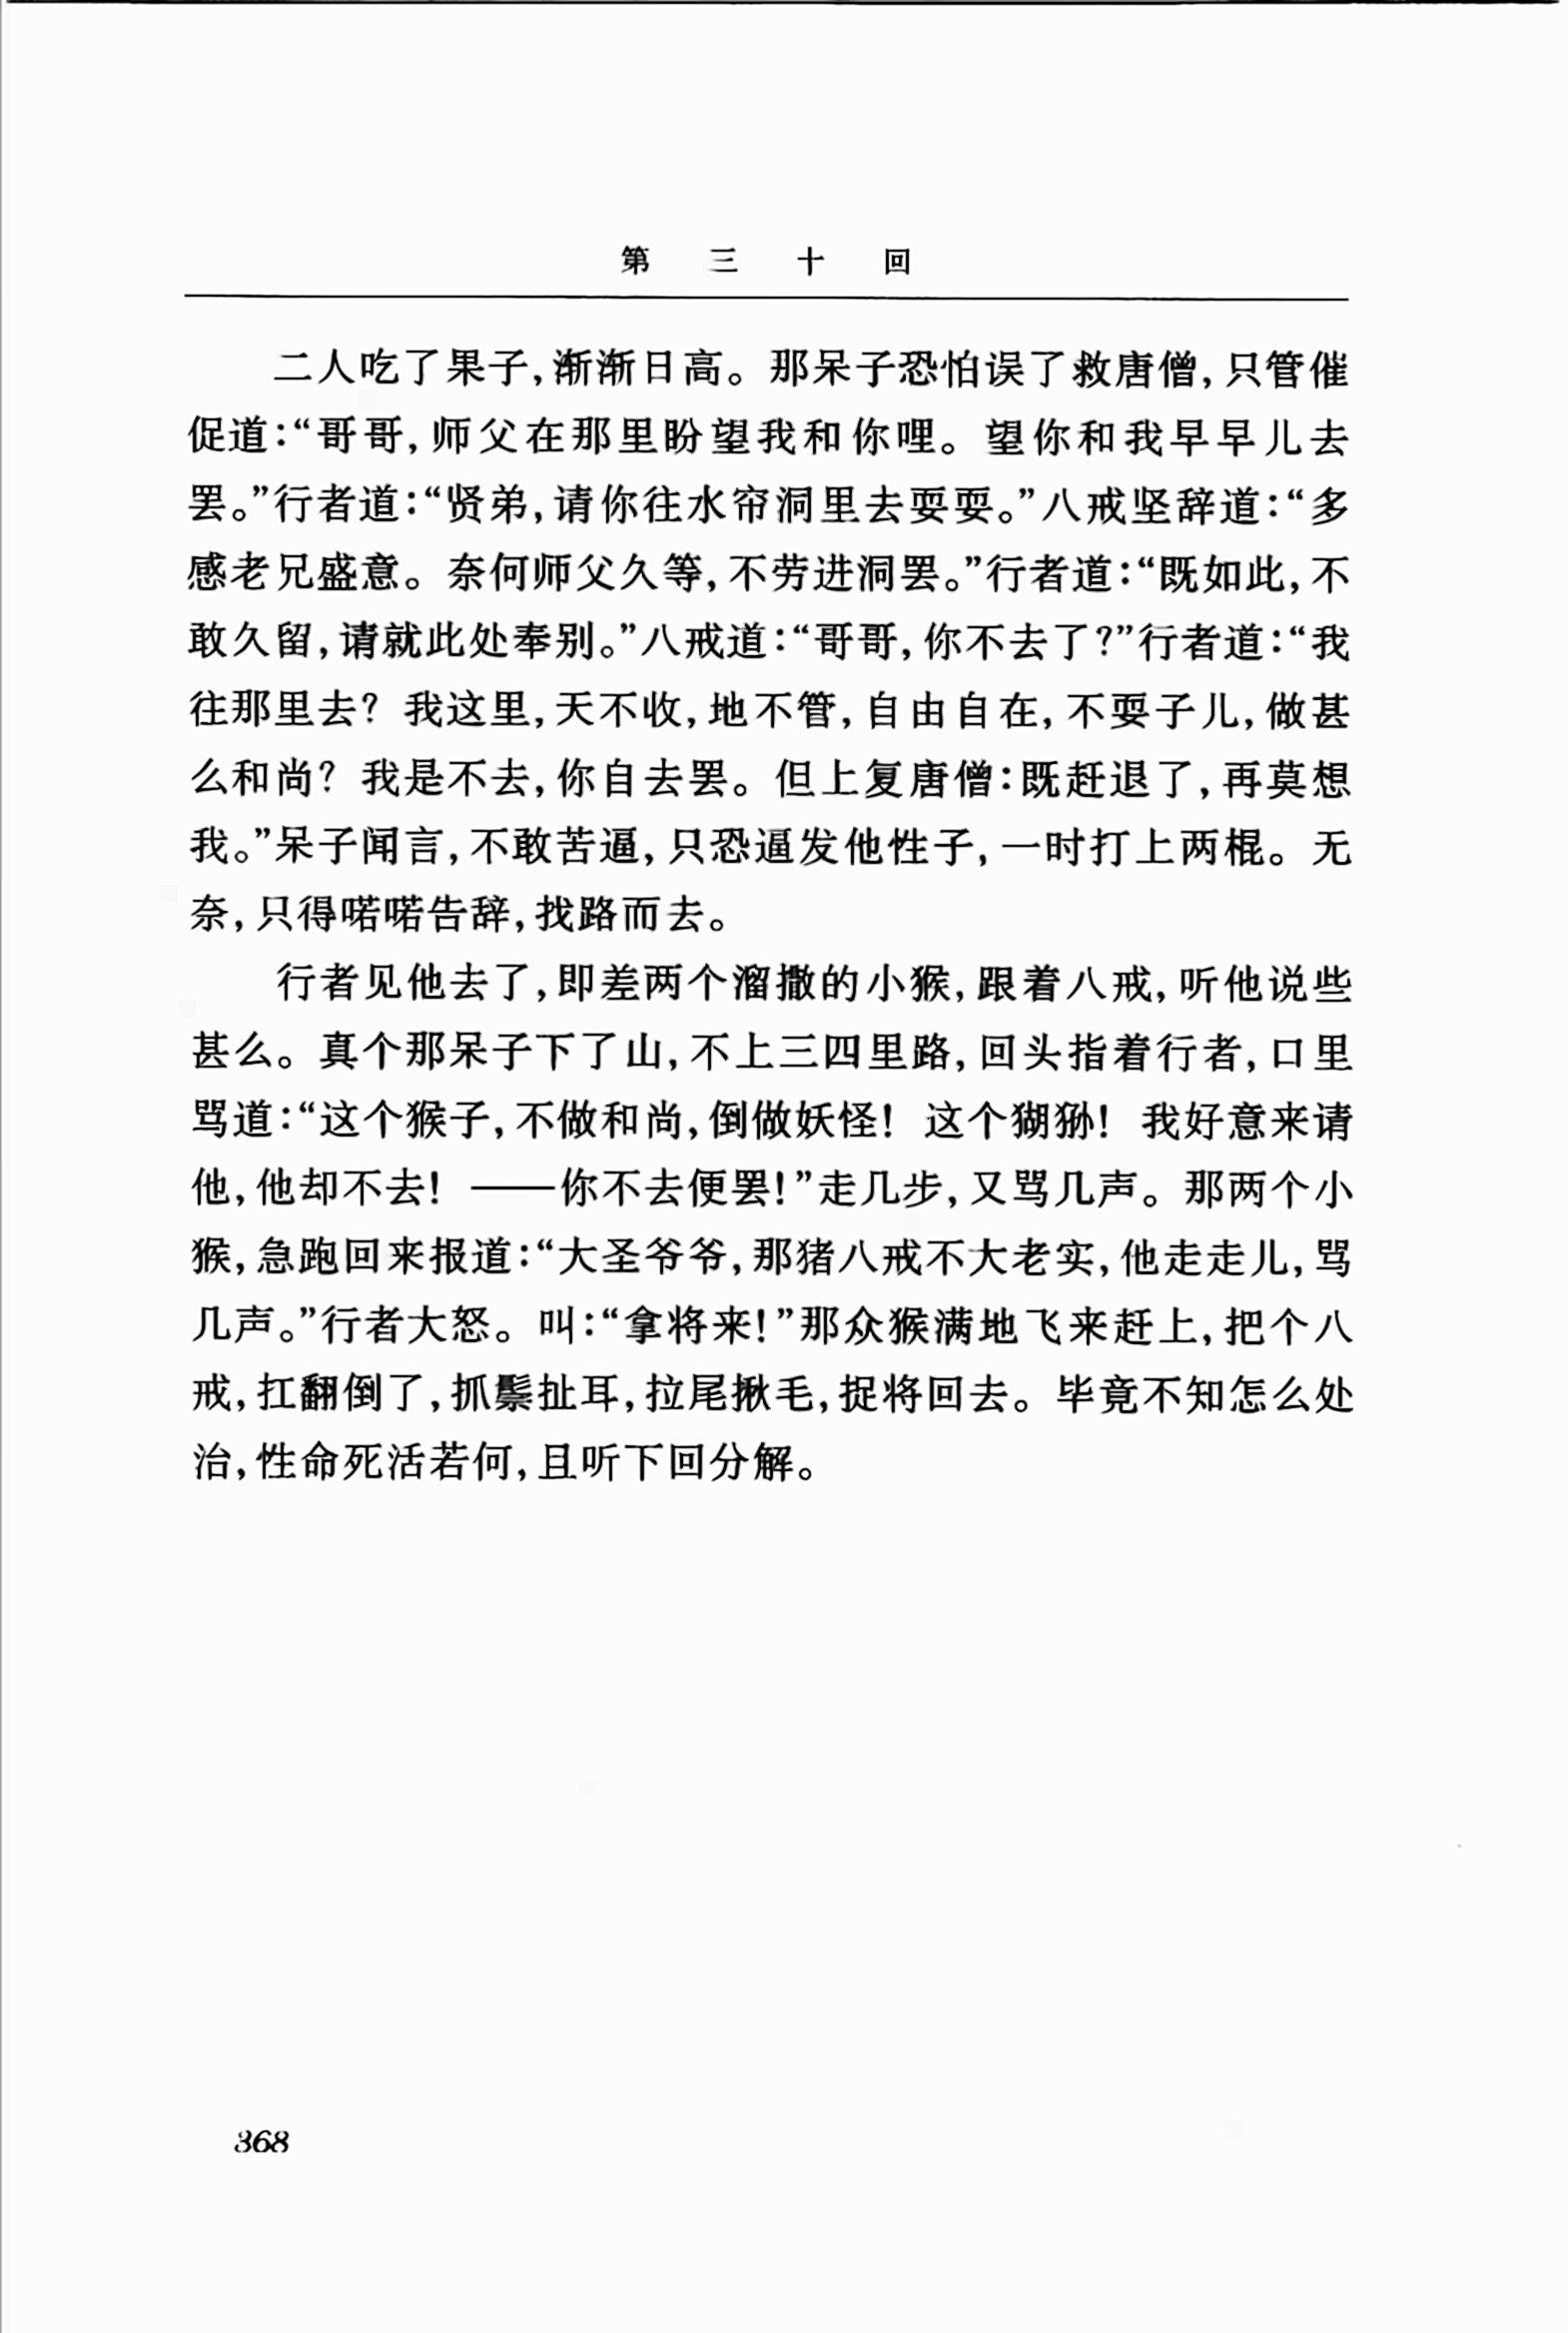 第三十回
二人吃了果子,渐渐日高。那呆子恐怕误了救唐僧,只管催
促道:“哥哥,师父在那里盼望我和你哩。望你和我早早儿去
罢。”行者道:“贤弟,请你往水帘洞里去耍耍。”八戒坚辞道:“多
感老兄盛意。奈何师父久等,不劳进洞罢。”行者道:“既如此,不
敢久留,请就此处奉别。”八戒道:“哥哥,你不去了?”行者道:“我
往那里去?我这里,天不收,地不管,自由自在,不耍子儿,做甚
么和尚?我是不去,你自去罢。但上复唐僧:既赶退了,再莫想
我。”呆子闻言,不敢苦逼,只恐逼发他性子,一时打上两棍。无
奈,只得喏喏告辞,找路而去。
行者见他去了,即差两个溜撒的小猴,跟着八戒,听他说些
甚么。真个那呆子下了山,不上三四里路,回头指着行者,口里
骂道:“这个猴子,不做和尚,倒做妖怪!这个猢狲!我好意来请
他,他却不去!——你不去便罢!”走几步,又骂几声。那两个小
猴,急跑回来报道:“大圣爷爷,那猪八戒不大老实,他走走儿,骂
几声。”行者大怒。叫:“拿将来!”那众猴满地飞来赶上,把个八
戒,扛翻倒了,抓鬃扯耳,拉尾揪毛,捉将回去。毕竟不知怎么处
治,性命死活若何,且听下回分解。
368